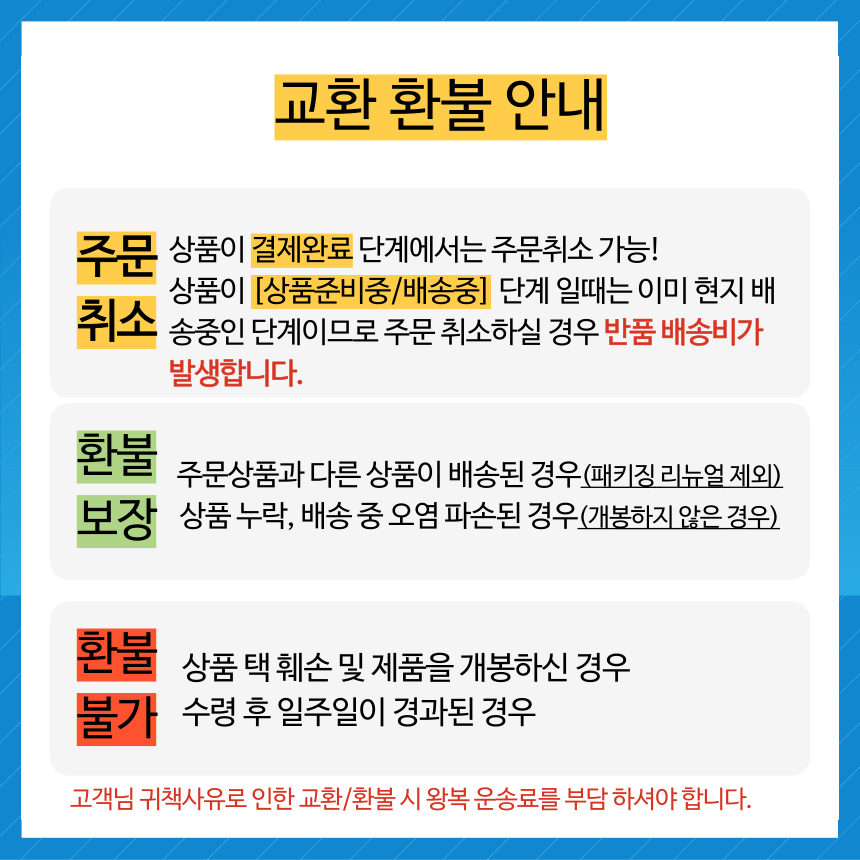 교환 환불 안내
주문
취소
상품이 결제완료 단계에서는 주문취소 가능!
상품이 [상품준비중/배송중] 단계 일때는 이미 현지 배
송중인 단계이므로 주문 취소하실 경우 반품 배송비가
발생합니다.
환불
보장
주문상품과 다른 상품이 배송된 경우(패키징 리뉴얼 제외)
상품 누락, 배송 중 오염 파손된 경우(개봉하지 않은 경우)
환불
불가
상품 택 훼손 및 제품을 개봉하신 경우
수령 후 일주일이 경과된 경우
고객님 귀책사유로 인한 교환/환불 시 왕복 운송료를 부담 하셔야 합니다.